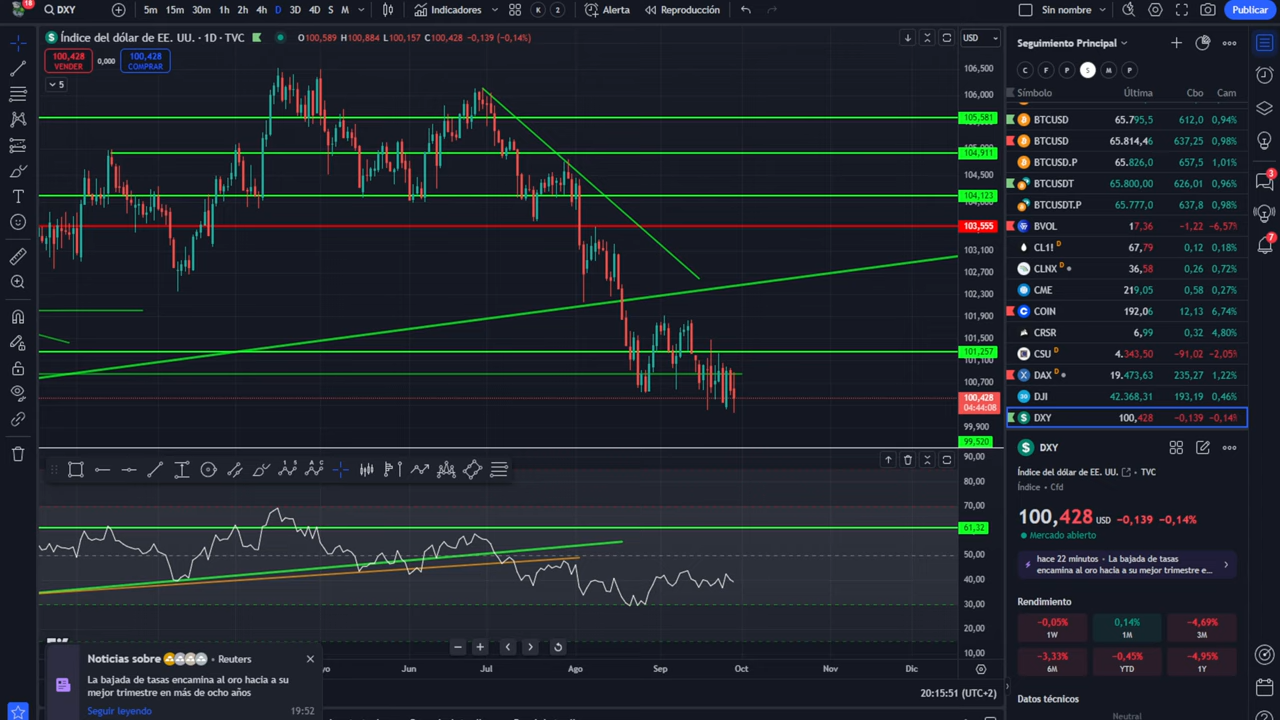 18
DXY
5m 15m 30m 1h 2h 4h D 3D 4D S M
Indicadores
K 2
Alerta
Reproducción
Sin nombre
Publicar
Índice del dólar de EE. UU. · 1D · TVC
O100,589 H100,884 L100,157 C100,428 −0,139 (−0,14%)
USD
100,428
VENDER
0,000
100,428
COMPRAR
5
106,500
106,000
105,581
104,911
104,500
104,123
103,555
103,100
102,700
102,300
101,900
101,500
101,257
100,700
100,428
04:44:08
99,900
99,520
90,00
80,00
70,00
61,32
50,00
40,00
30,00
15,00
Jun Jul Ago Sep Oct Nov Dic
20:15:51 (UTC+2)
Noticias sobre • Reuters
La bajada de tasas encamina al oro hacia a su
mejor trimestre en más de ocho años
Seguir leyendo
19:52
Seguimiento Principal
C F P S M P
Símbolo Última Cbo Cam
BTCUSD 65.795,5 612,0 0,94%
BTCUSD 65.814,46 637,25 0,98%
BTCUSD.P 65.826,0 657,5 1,01%
BTCUSDT 65.800,00 626,01 0,96%
BTCUSDT.P 65.777,0 637,8 0,98%
BVOL 17,36 −1,22 −6,57%
CL1! D 67,79 0,12 0,18%
CLNX D 36,58 0,26 0,72%
CME 219,05 0,58 0,27%
COIN 192,06 12,13 6,74%
CRSR 6,99 0,32 4,80%
CSU D 4.343,50 −91,02 −2,05%
DAX D 19.473,63 235,27 1,22%
DJI 42.368,31 193,19 0,46%
DXY 100,428 −0,139 −0,14%
3
7
DXY
Índice del dólar de EE. UU. • TVC
Índice • Cfd
100,428 USD −0,139 −0,14%
Mercado abierto
hace 22 minutos • La bajada de tasas
encamina al oro hacia a su mejor trimestre e...
Rendimiento
−0,05%
1W
0,14%
1M
−4,69%
3M
−3,33%
6M
−0,45%
YTD
−4,95%
1Y
Datos técnicos
Neutral